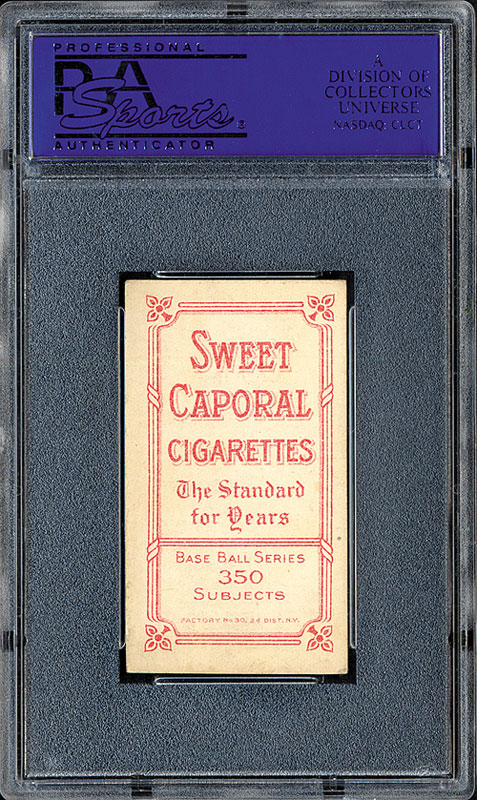 PROFESSIONAL
PSA
Sports
AUTHENTICATOR
A
DIVISION OF
COLLECTORS
UNIVERSE
NASDAQ: CLCT
SWEET
CAPORAL
CIGARETTES
The Standard
for Years
BASE BALL SERIES
350
SUBJECTS
FACTORY No 30, 2d DIST. N.Y.